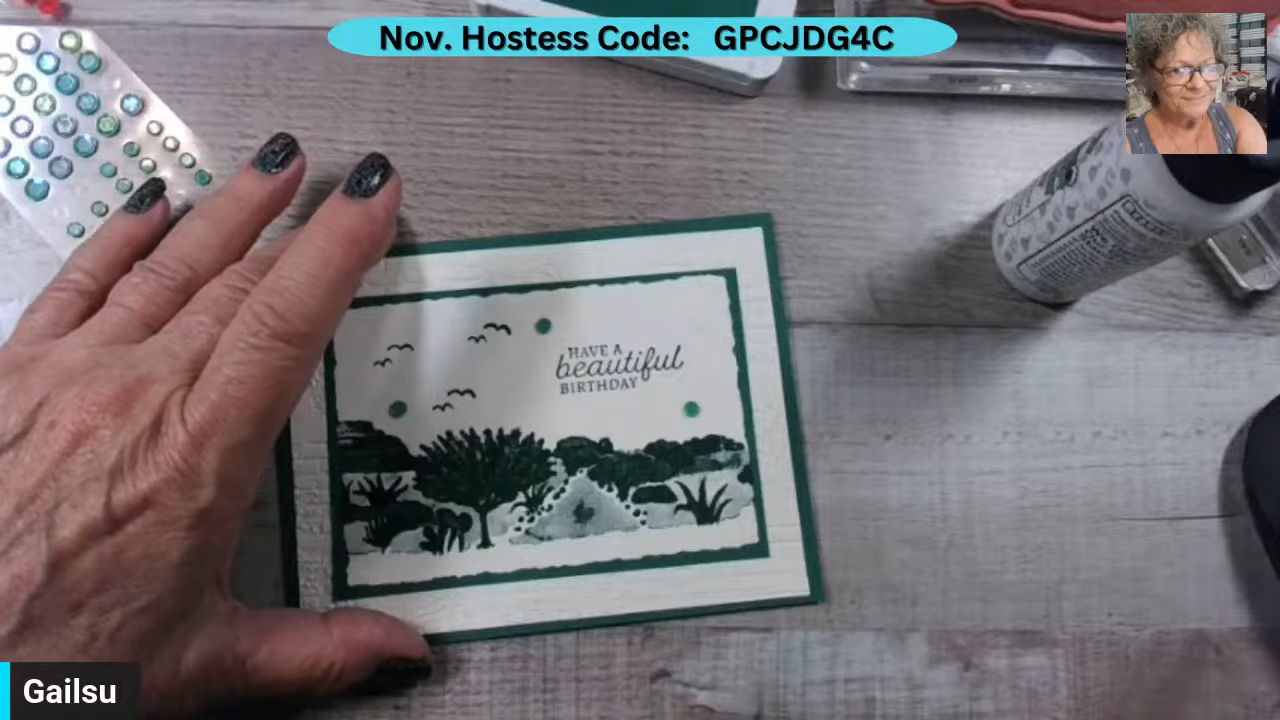 Nov. Hostess Code: GPCJDG4C
HAVE A
beautiful
BIRTHDAY
Gailsu